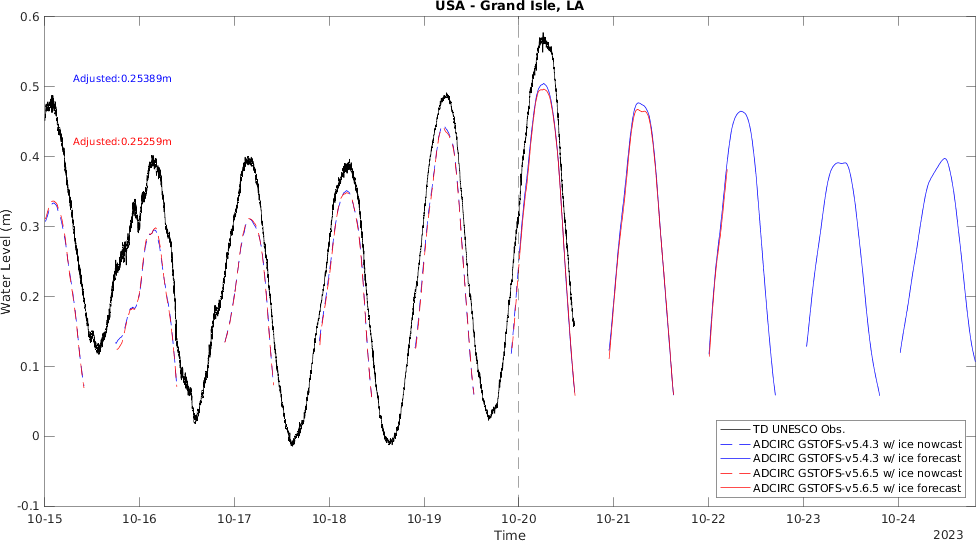 USA - Grand Isle, LA
0.6
0.5
0.4
0.3
0.2
0.1
0
-0.1
Water Level (m)
Adjusted:0.25389m
Adjusted:0.25259m
TD UNESCO Obs.
ADCIRC GSTOFS-v5.4.3 w/ ice nowcast
ADCIRC GSTOFS-v5.4.3 w/ ice forecast
ADCIRC GSTOFS-v5.6.5 w/ ice nowcast
ADCIRC GSTOFS-v5.6.5 w/ ice forecast
10-15 10-16 10-17 10-18 10-19 10-20 10-21 10-22 10-23 10-24
Time
2023